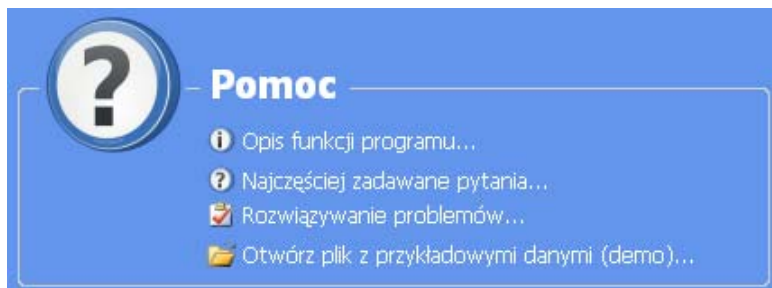 Pomoc
Opis funkcji programu...
Najczęściej zadawane pytania...
Rozwiązywanie problemów...
Otwórz plik z przykładowymi danymi (demo)...